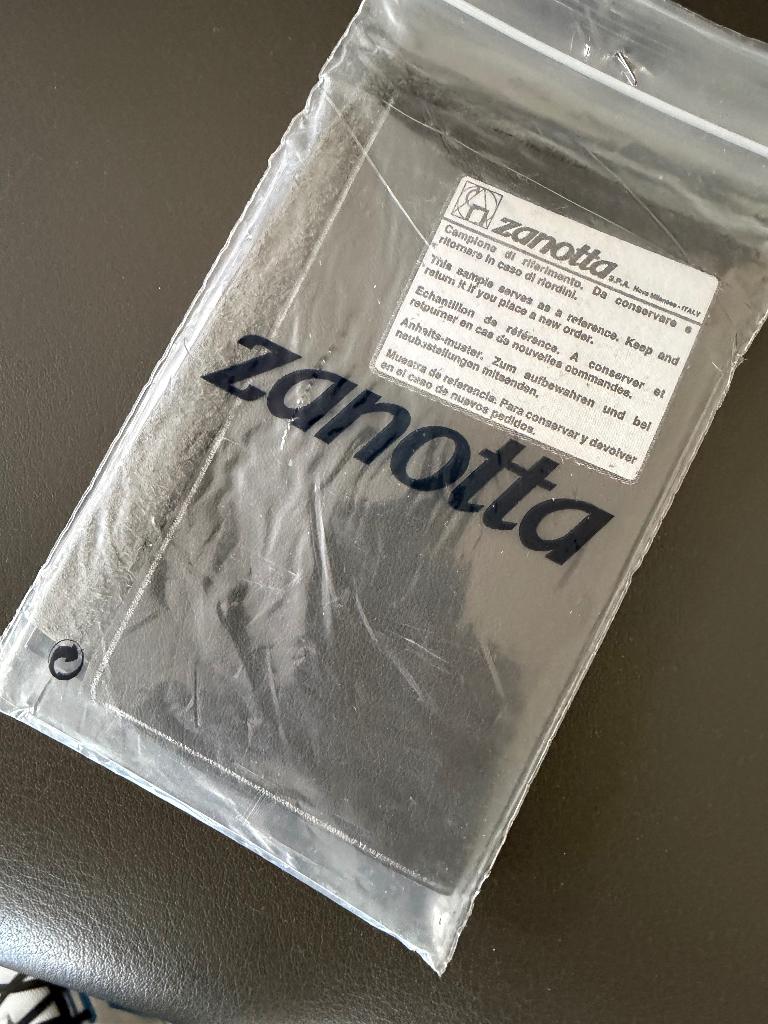 zanotta S.P.A. Nova Milanese - ITALY
Campione di riferimento. Da conservare e
ritornare in caso di riordini.
This sample serves as a reference. Keep and
return it if you place a new order.
Echantillon de référence. A conserver et
retourner en cas de nouvelles commandes.
Anheits-muster. Zum aufbewahren und bei
neubestellungen mitsenden.
Muestra de referencia. Para conservar y davolver
en el caso de nuevos pedidos.
zanotta